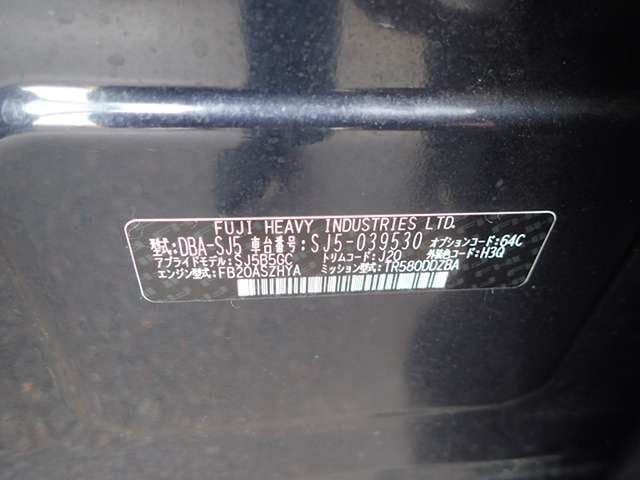 FUJI HEAVY INDUSTRIES LTD.
型式:DBA-SJ5 車台番号:SJ5-039530 オプションコード:64C
アプライドモデル:SJ5B5GC トリムコード:J20 外装色コード:H3Q
エンジン型式:FB20ASZHYA ミッション型式:TR580DDZBA